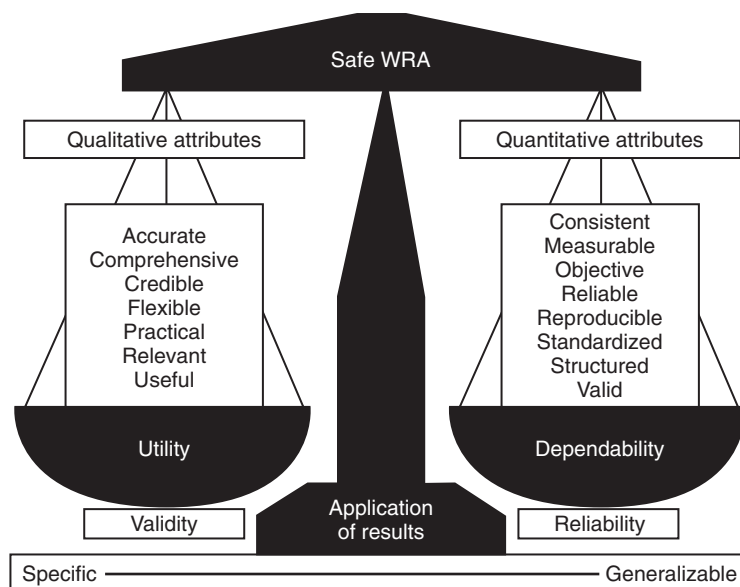 Safe WRA
Qualitative attributes
Quantitative attributes
Accurate
Comprehensive
Credible
Flexible
Practical
Relevant
Useful
Consistent
Measurable
Objective
Reliable
Reproducible
Standardized
Structured
Valid
Utility
Dependability
Validity
Application
of results
Reliability
Specific
Generalizable